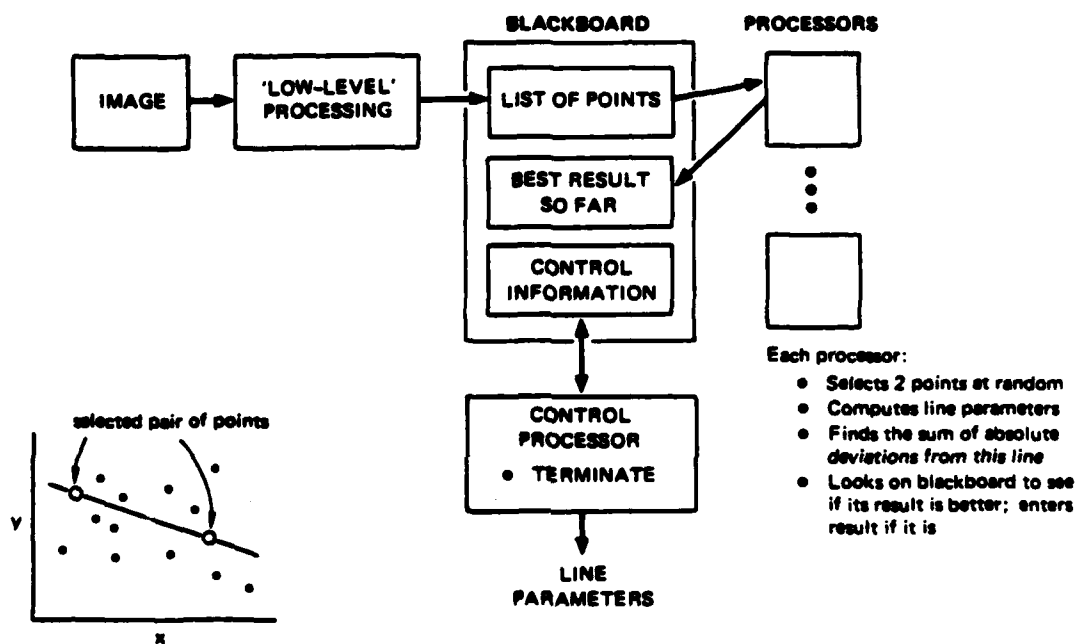 BLACKBOARD
PROCESSORS
IMAGE
'LOW-LEVEL'
PROCESSING
LIST OF POINTS
BEST RESULT
SO FAR
CONTROL
INFORMATION
CONTROL
PROCESSOR
• TERMINATE
LINE
PARAMETERS
Each processor:
• Selects 2 points at random
• Computes line parameters
• Finds the sum of absolute
deviations from this line
• Looks on blackboard to see
if its result is better; enters
result if it is
selected pair of points
y
x